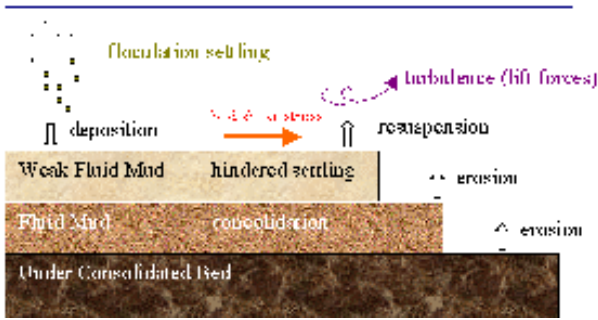 flocculation settling
turbulence (lift forces)
deposition
resuspension
Weak Fluid Mud hindered settling
erosion
Fluid Mud consolidation
erosion
Under Consolidated Bed